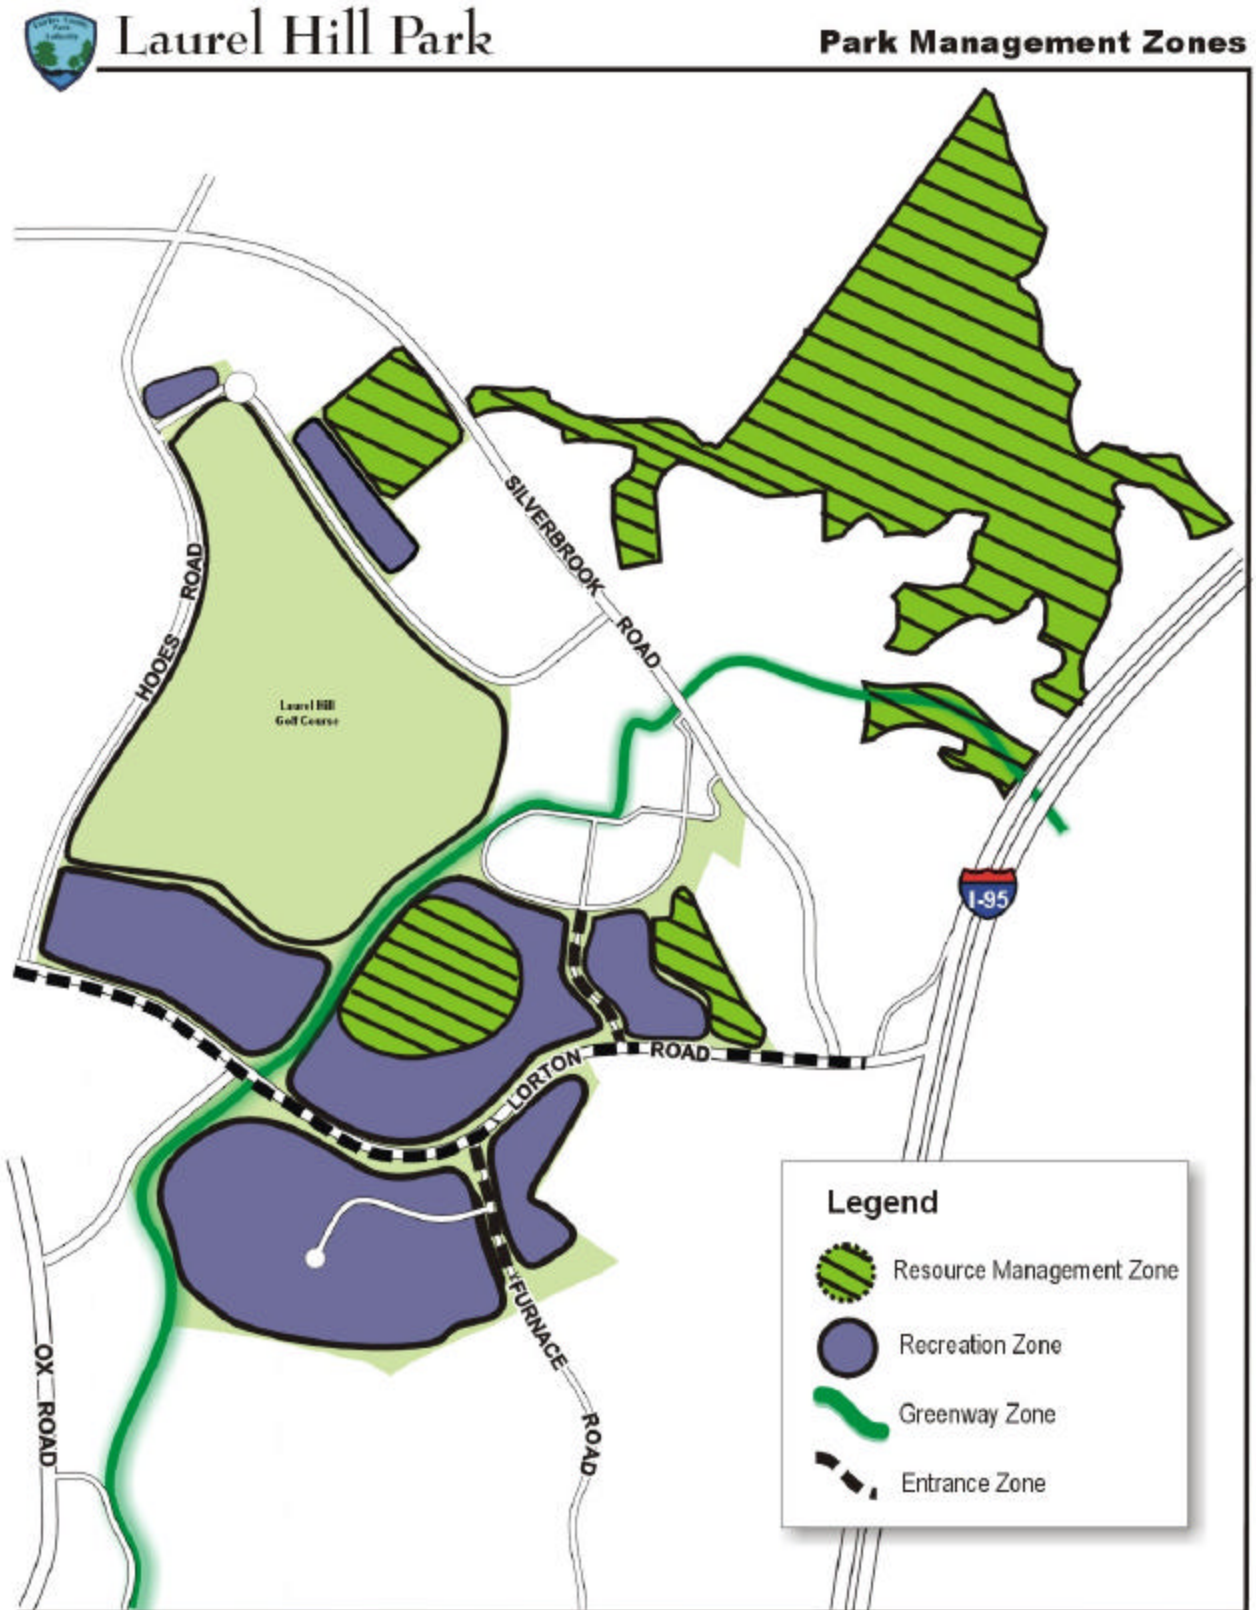 Laurel Hill Park
Park Management Zones
SILVERBROOK ROAD
HOOES ROAD
Laurel Hill
Golf Course
I-95
LORTON ROAD
FURNACE ROAD
OX ROAD
Legend
Resource Management Zone
Recreation Zone
Greenway Zone
Entrance Zone